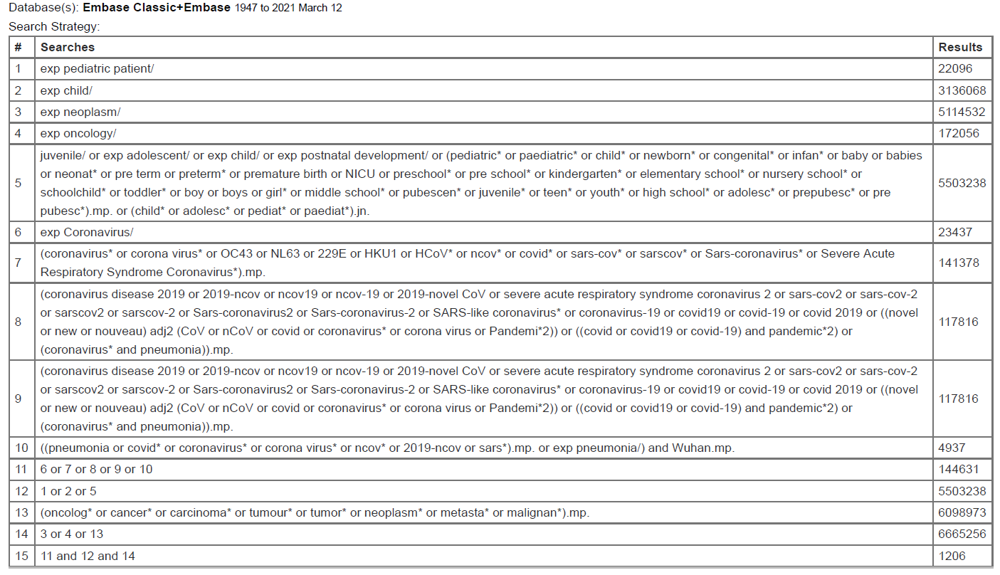 Database(s): Embase Classic+Embase 1947 to 2021 March 12
Search Strategy:
# Searches Results
1 exp pediatric patient/ 22096
2 exp child/ 3136068
3 exp neoplasm/ 5114532
4 exp oncology/ 172056
juvenile/ or exp adolescent/ or exp child/ or exp postnatal development/ or (pediatric* or paediatric* or child* or newborn* or congenital* or infan* or baby or babies
or neonat* or pre term or preterm* or premature birth or NICU or preschool* or pre school* or kindergarten* or elementary school* or nursery school* or
5 schoolchild* or toddler* or boy or boys or girl* or middle school* or pubescen* or juvenile* or teen* or youth* or high school* or adolesc* or prepubesc* or pre 5503238
pubesc*).mp. or (child* or adolesc* or pediat* or paediat*).jn.
6 exp Coronavirus/ 23437
7 (coronavirus* or corona virus* or OC43 or NL63 or 229E or HKU1 or HCoV* or ncov* or covid* or sars-cov* or sarscov* or Sars-coronavirus* or Severe Acute 141378
Respiratory Syndrome Coronavirus*).mp.
(coronavirus disease 2019 or 2019-ncov or ncov19 or ncov-19 or 2019-novel CoV or severe acute respiratory syndrome coronavirus 2 or sars-cov2 or sars-cov-2
or sarscov2 or sarscov-2 or Sars-coronavirus2 or Sars-coronavirus-2 or SARS-like coronavirus* or coronavirus-19 or covid19 or covid-19 or covid 2019 or ((novel
8 or new or nouveau) adj2 (CoV or nCoV or covid or coronavirus* or corona virus or Pandemi*2)) or ((covid or covid19 or covid-19) and pandemic*2) or 117816
(coronavirus* and pneumonia)).mp.
(coronavirus disease 2019 or 2019-ncov or ncov19 or ncov-19 or 2019-novel CoV or severe acute respiratory syndrome coronavirus 2 or sars-cov2 or sars-cov-2
or sarscov2 or sarscov-2 or Sars-coronavirus2 or Sars-coronavirus-2 or SARS-like coronavirus* or coronavirus-19 or covid19 or covid-19 or covid 2019 or ((novel
9 or new or nouveau) adj2 (CoV or nCoV or covid or coronavirus* or corona virus or Pandemi*2)) or ((covid or covid19 or covid-19) and pandemic*2) or 117816
(coronavirus* and pneumonia)).mp.
10 ((pneumonia or covid* or coronavirus* or corona virus* or ncov* or 2019-ncov or sars*).mp. or exp pneumonia/) and Wuhan.mp. 4937
11 6 or 7 or 8 or 9 or 10 144631
12 1 or 2 or 5 5503238
13 (oncolog* or cancer* or carcinoma* or tumour* or tumor* or neoplasm* or metasta* or malignan*).mp. 6098973
14 3 or 4 or 13 6665256
15 11 and 12 and 14 1206